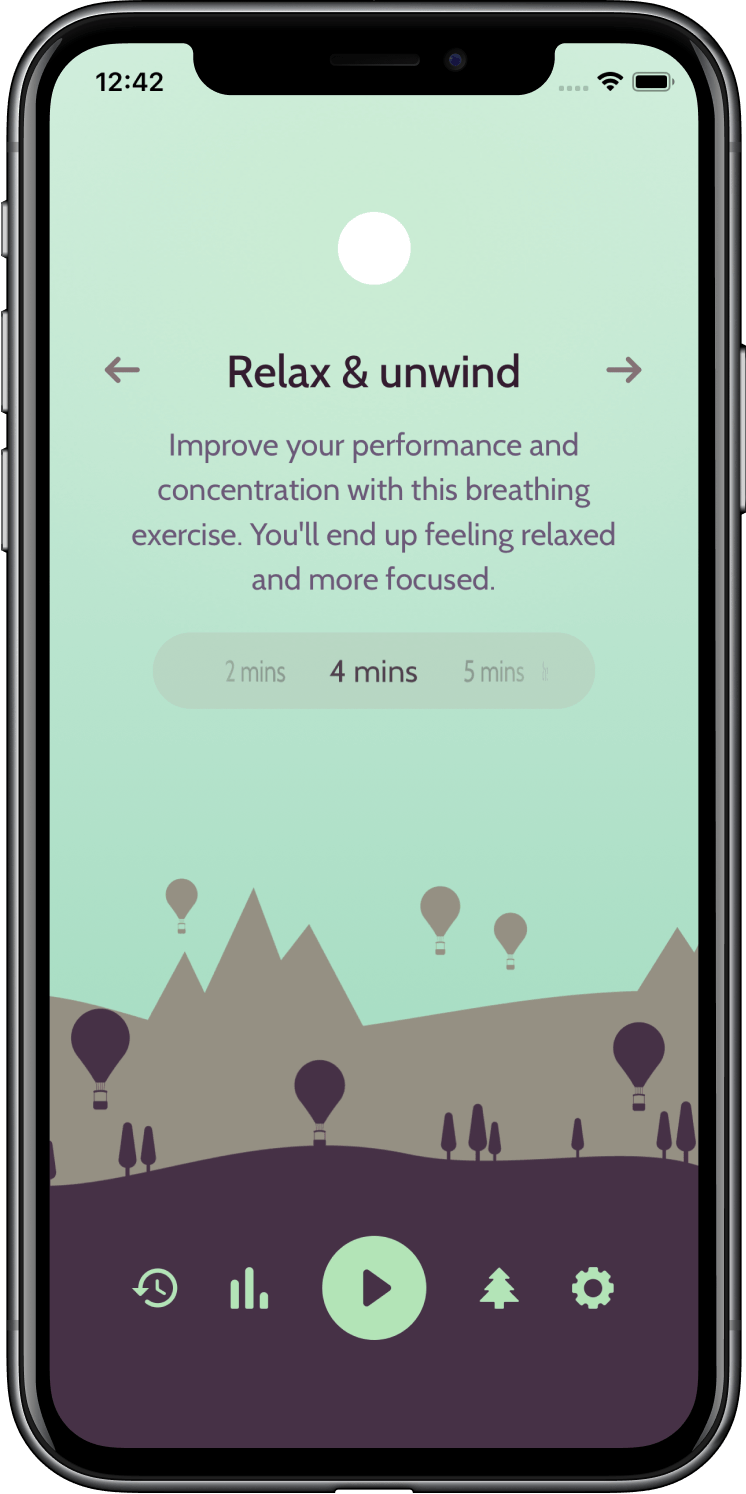 12:42
Relax & unwind
Improve your performance and
concentration with this breathing
exercise. You'll end up feeling relaxed
and more focused.
2 mins 4 mins 5 mins